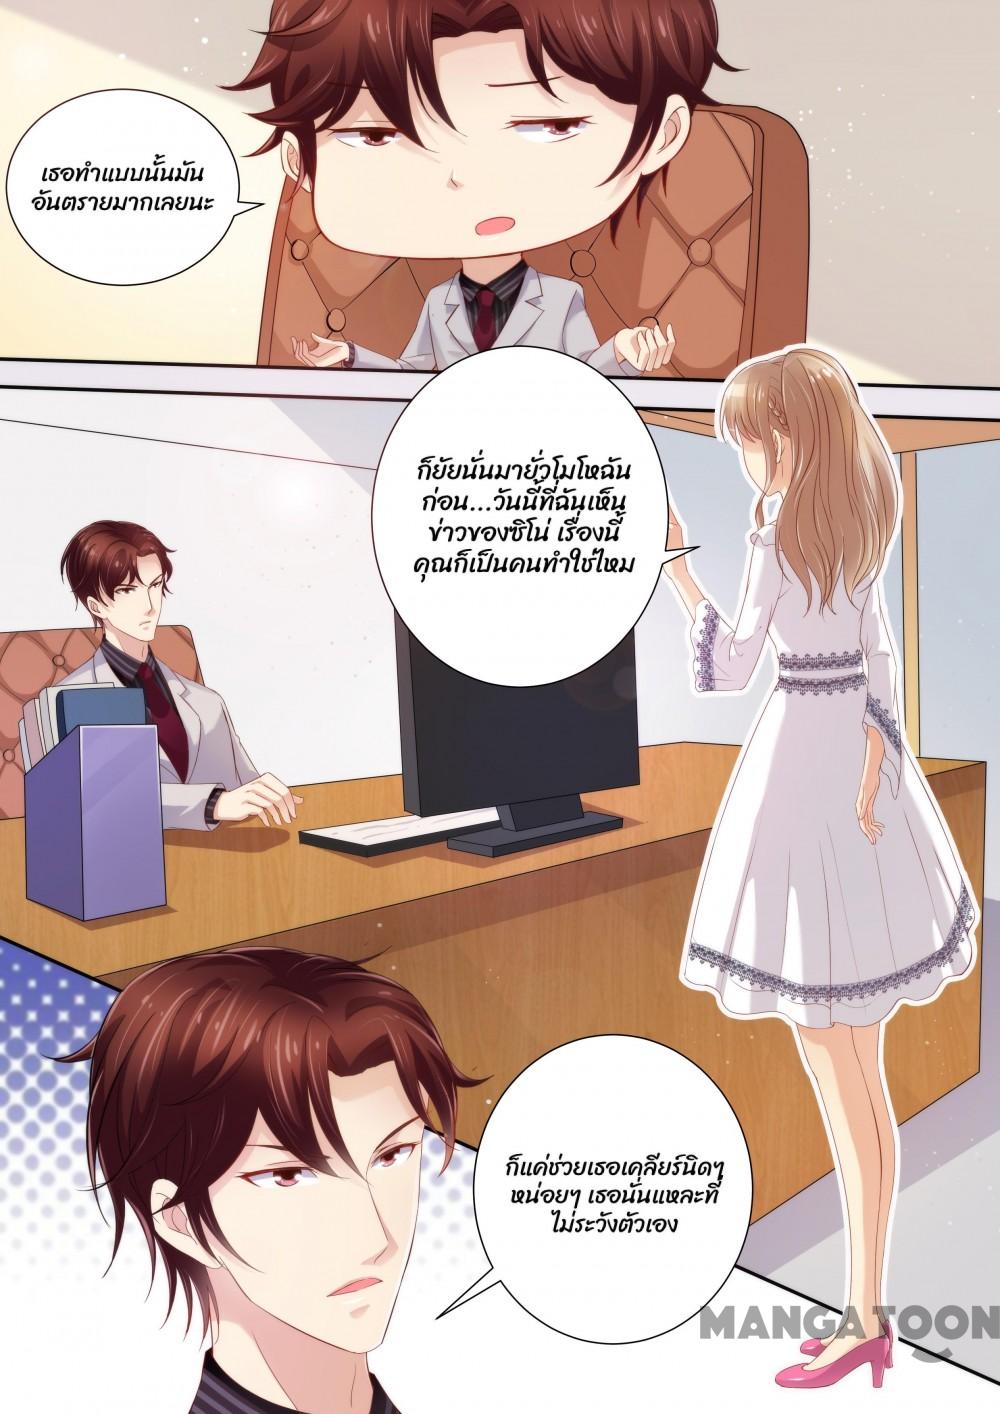 เธอทำแบบนั้นมัน
อันตรายมากเลยนะ
ก็ยัยนั่นมายั่วโมโหฉัน
ก่อน...วันนี้ที่ฉันเห็น
ข่าวของซิโน่ เรื่องนี้
คุณก็เป็นคนทำใช่ไหม
ก็แค่ช่วยเธอเคลียร์นิดๆ
หน่อยๆ เธอนั่นแหละที่
ไม่ระวังตัวเอง
MANGATOON